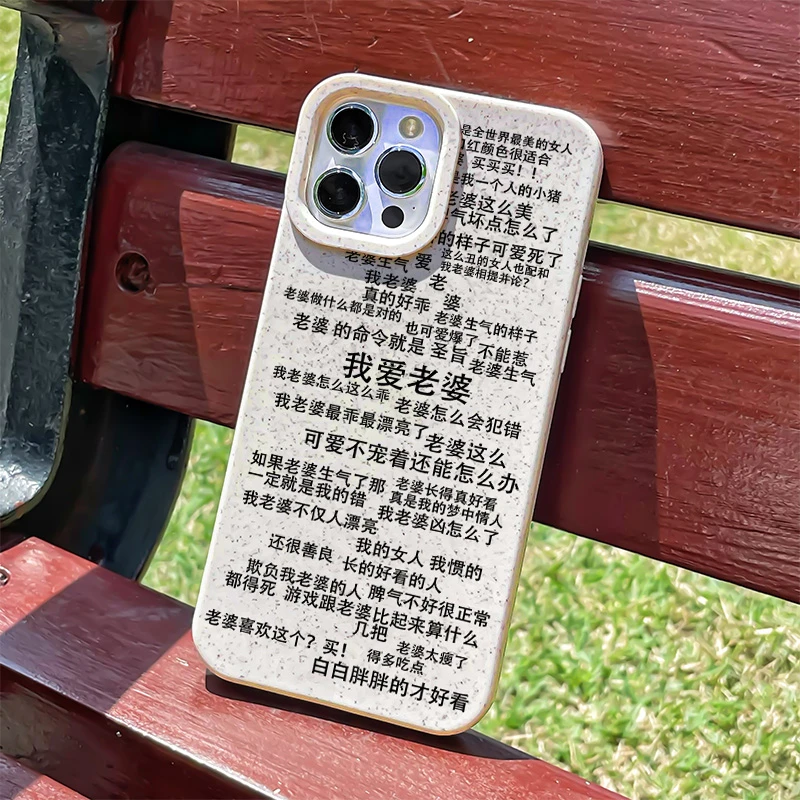 是全世界最美的女人
红颜色很适合
买买买！！
我一个人的小猪
老婆这么美
气坏点怎么了
的样子可爱死了
老婆生气 爱
这么丑的女人也配和
我老婆相提并论？
我老婆 老
真的好乖 婆
老婆做什么都是对的
老婆生气的样子
也可爱爆了 不能惹
老婆 的命令就是 圣旨 老婆生气
我爱老婆
我老婆怎么这么乖 老婆怎么会犯错
我老婆最乖最漂亮了 老婆这么
可爱不宠着还能怎么办
如果老婆生气了那
一定就是我的错
老婆长得真好看
真是我的梦中情人
我老婆不仅人漂亮
我老婆凶怎么了
还很善良
我的女人 我惯的
长的好看的人
欺负我老婆的人
都得死
脾气不好很正常
游戏跟老婆比起来算什么
几把
老婆喜欢这个？买！
老婆太瘦了
得多吃点
白白胖胖的才好看